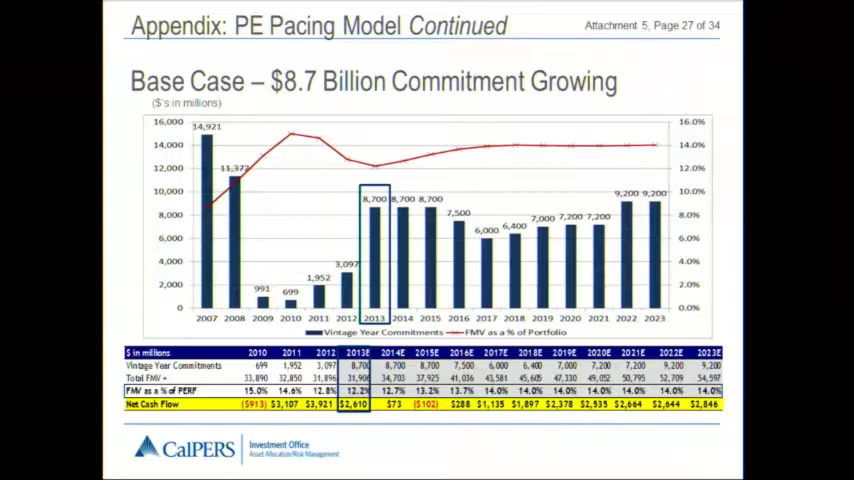 Appendix: PE Pacing Model Continued
Attachment 5, Page 27 of 34
Base Case – $8.7 Billion Commitment Growing
($'s in millions)
16,000 14,921 16.0%
14,000 14.0%
12,000 11,372 12.0%
10,000 10.0%
8,700 8,700 8,700 9,200 9,200
8,000 7,500 7,000 7,200 7,200 8.0%
6,000 6,000 6,400 6.0%
4,000 3,097 4.0%
2,000 991 699 1,952 2.0%
0 0.0%
2007 2008 2009 2010 2011 2012 2013 2014 2015 2016 2017 2018 2019 2020 2021 2022 2023
Vintage Year Commitments FMV as a % of Portfolio
$ in millions 2010 2011 2012 2013E 2014E 2015E 2016E 2017E 2018E 2019E 2020E 2021E 2022E 2023E
Vintage Year Commitments 699 1,952 3,097 8,700 8,700 8,700 7,500 6,000 6,400 7,000 7,200 7,200 9,200 9,200
Total FMV = 33,890 32,850 31,896 31,906 34,703 37,925 41,036 43,581 45,605 47,330 49,052 50,795 52,709 54,597
FMV as a % of PERF 15.0% 14.6% 12.8% 12.2% 12.7% 13.2% 13.7% 14.0% 14.0% 14.0% 14.0% 14.0% 14.0% 14.0%
Net Cash Flow ($913) $3,107 $3,921 $2,610 $73 ($102) $288 $1,135 $1,897 $2,378 $2,535 $2,664 $2,644 $2,846
CalPERS
Investment Office
Asset Allocation/Risk Management